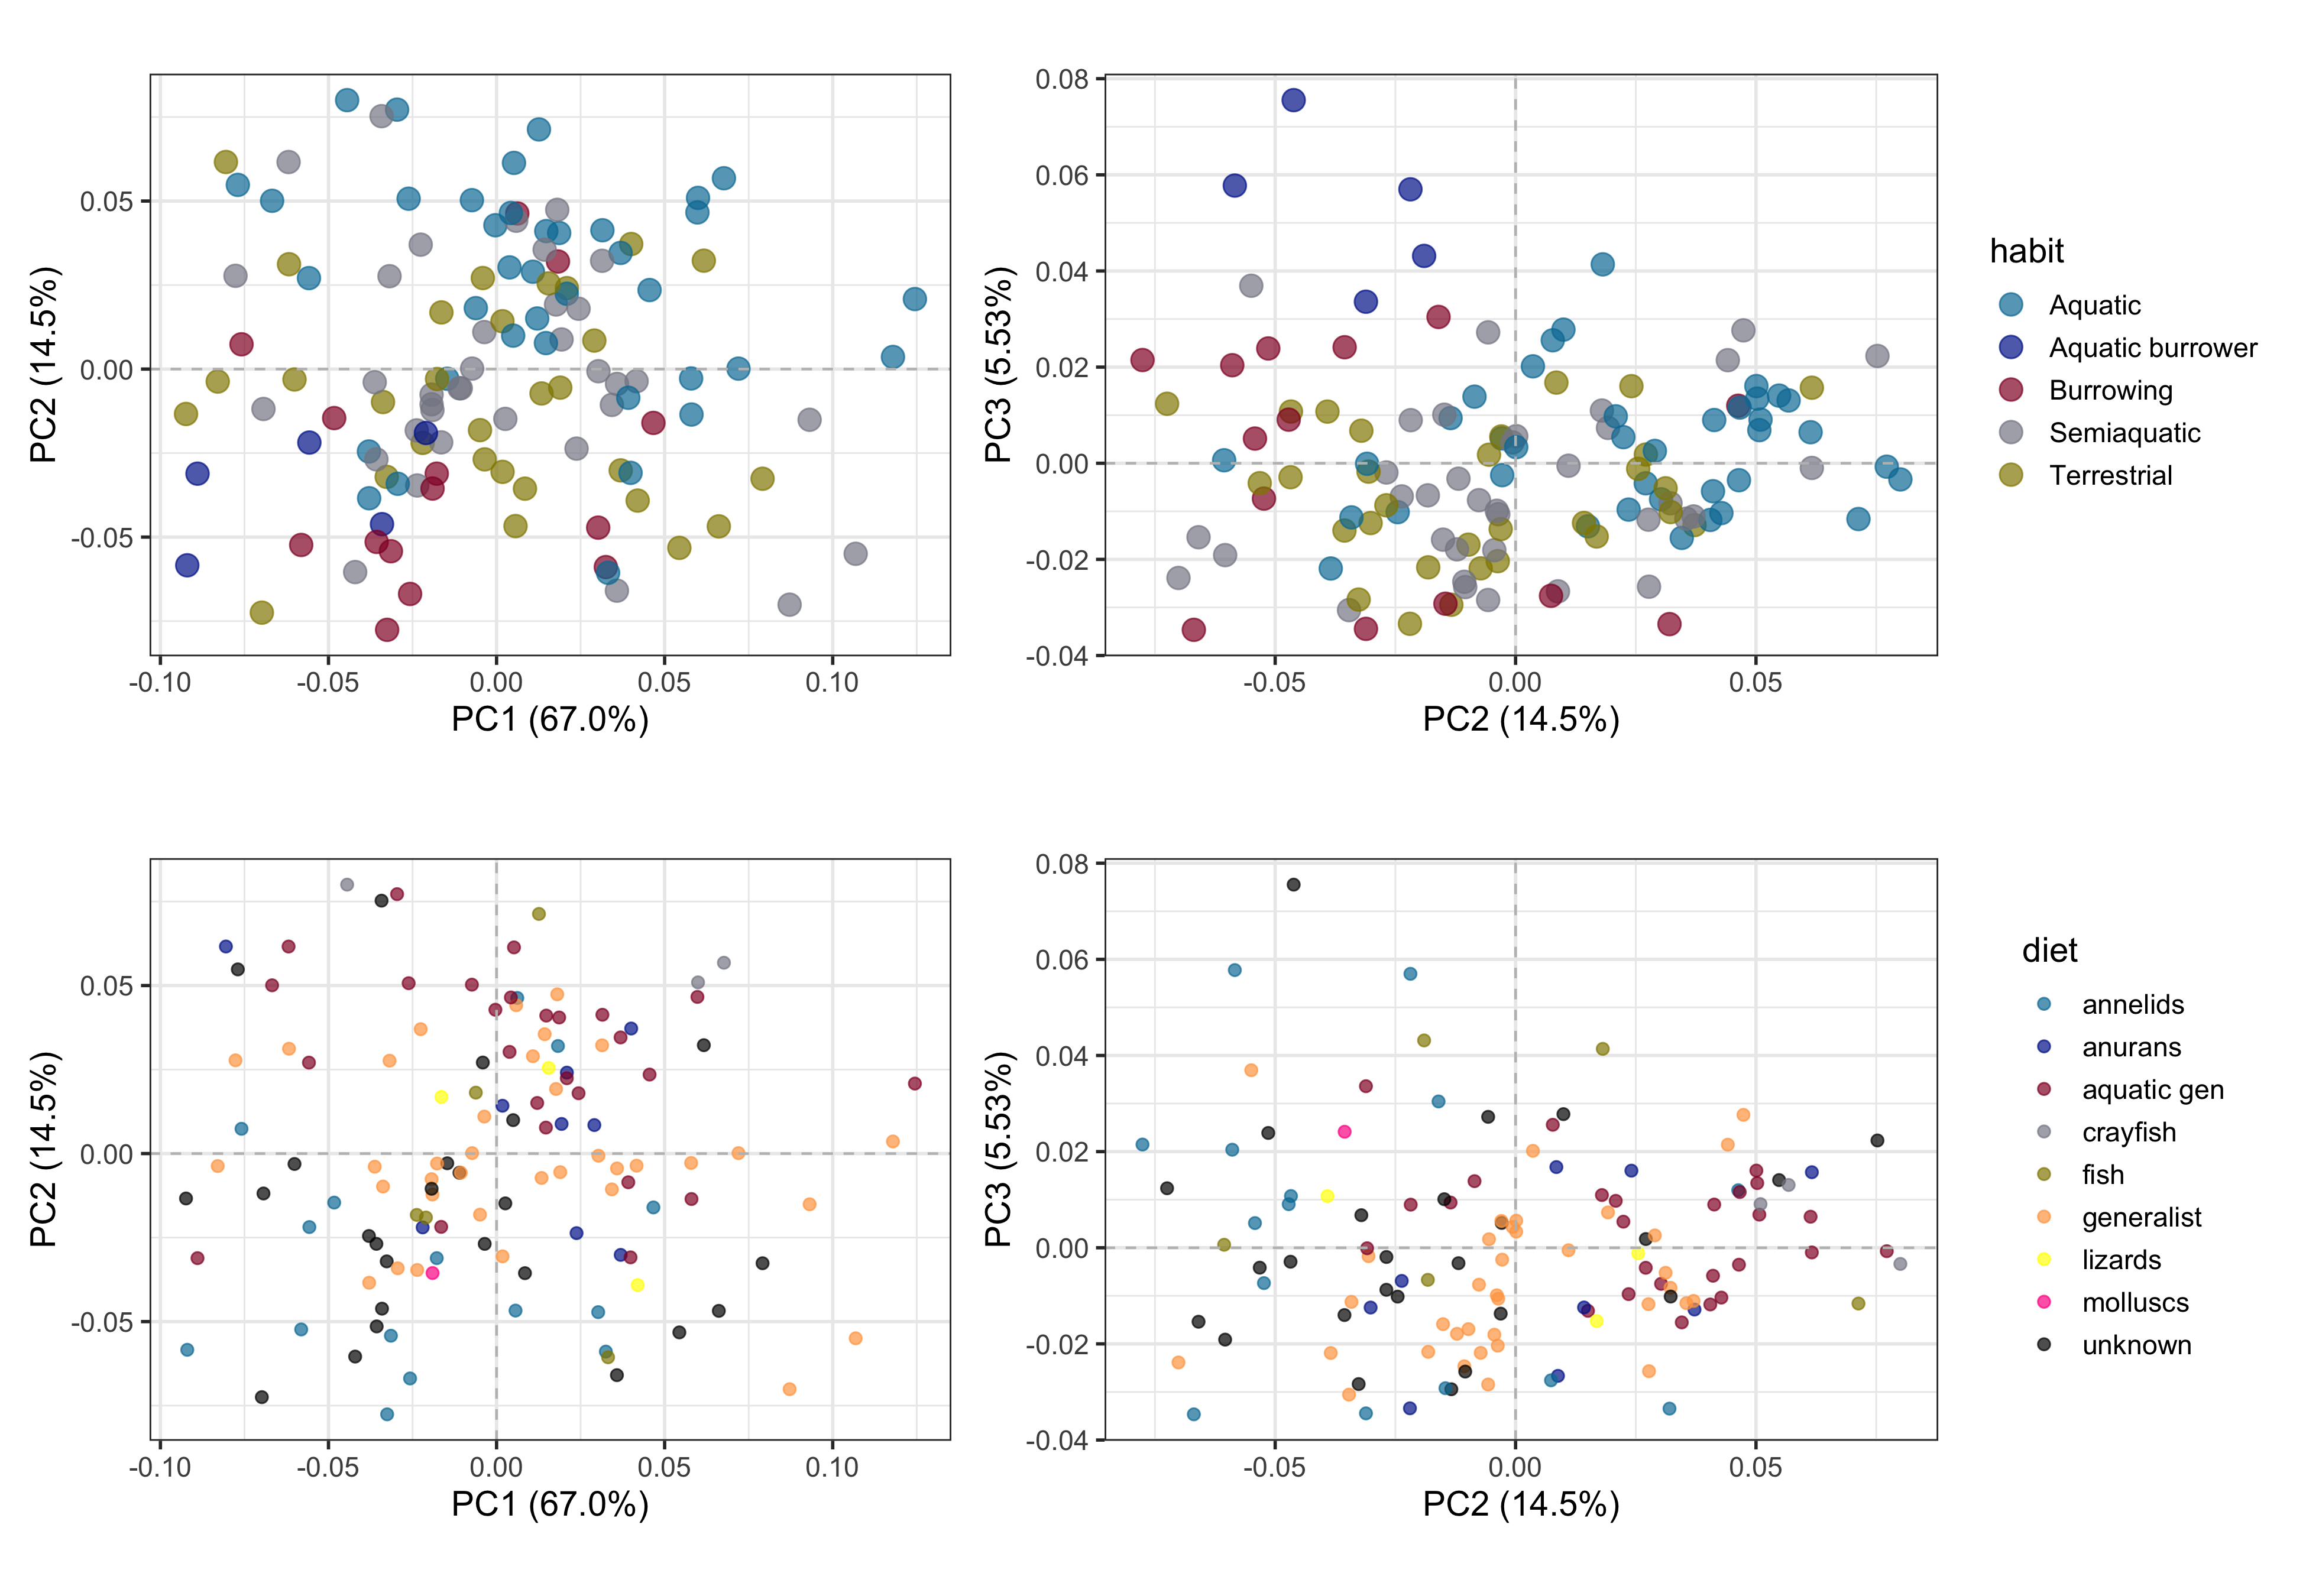 0.05
0.00
-0.05
PC2 (14.5%)
-0.10 -0.05 0.00 0.05 0.10
PC1 (67.0%)
0.08
0.06
0.04
0.02
0.00
-0.02
-0.04
PC3 (5.53%)
-0.05 0.00 0.05
PC2 (14.5%)
habit
Aquatic
Aquatic burrower
Burrowing
Semiaquatic
Terrestrial
0.05
0.00
-0.05
PC2 (14.5%)
-0.10 -0.05 0.00 0.05 0.10
PC1 (67.0%)
0.08
0.06
0.04
0.02
0.00
-0.02
-0.04
PC3 (5.53%)
-0.05 0.00 0.05
PC2 (14.5%)
diet
annelids
anurans
aquatic gen
crayfish
fish
generalist
lizards
molluscs
unknown